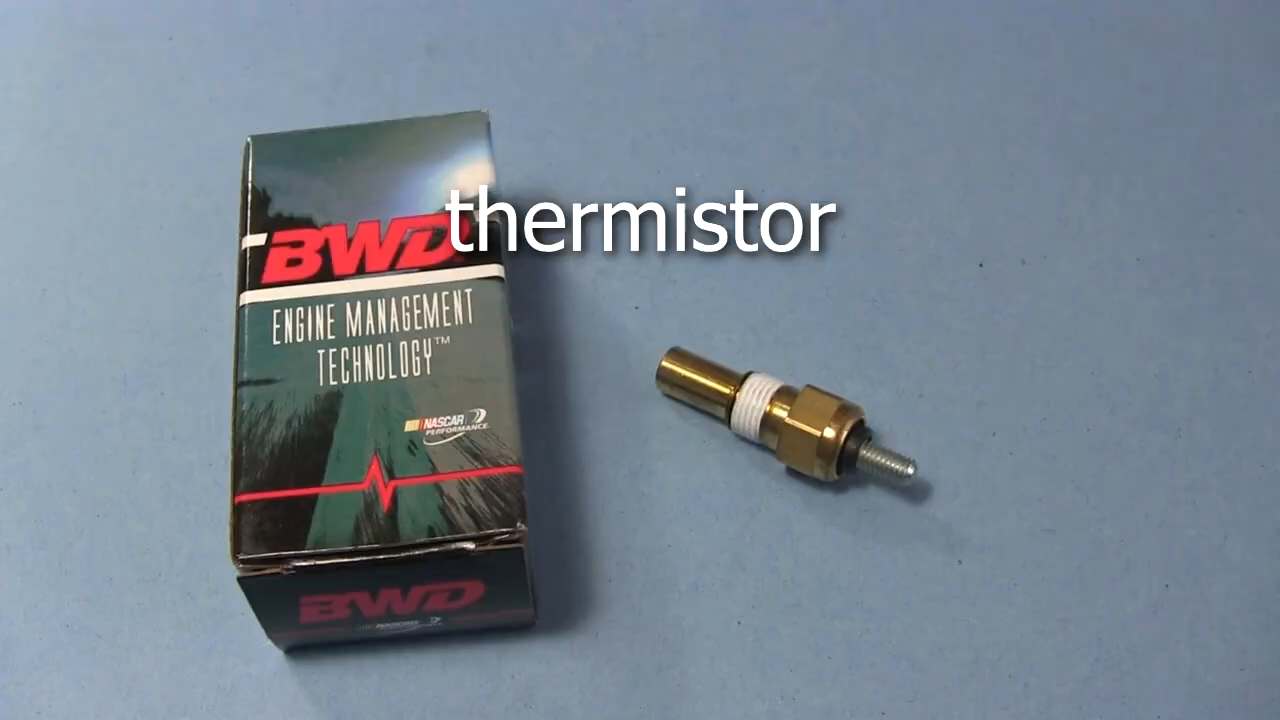 thermistor
BWD
ENGINE MANAGEMENT
TECHNOLOGY™
NASCAR
PERFORMANCE
BWD